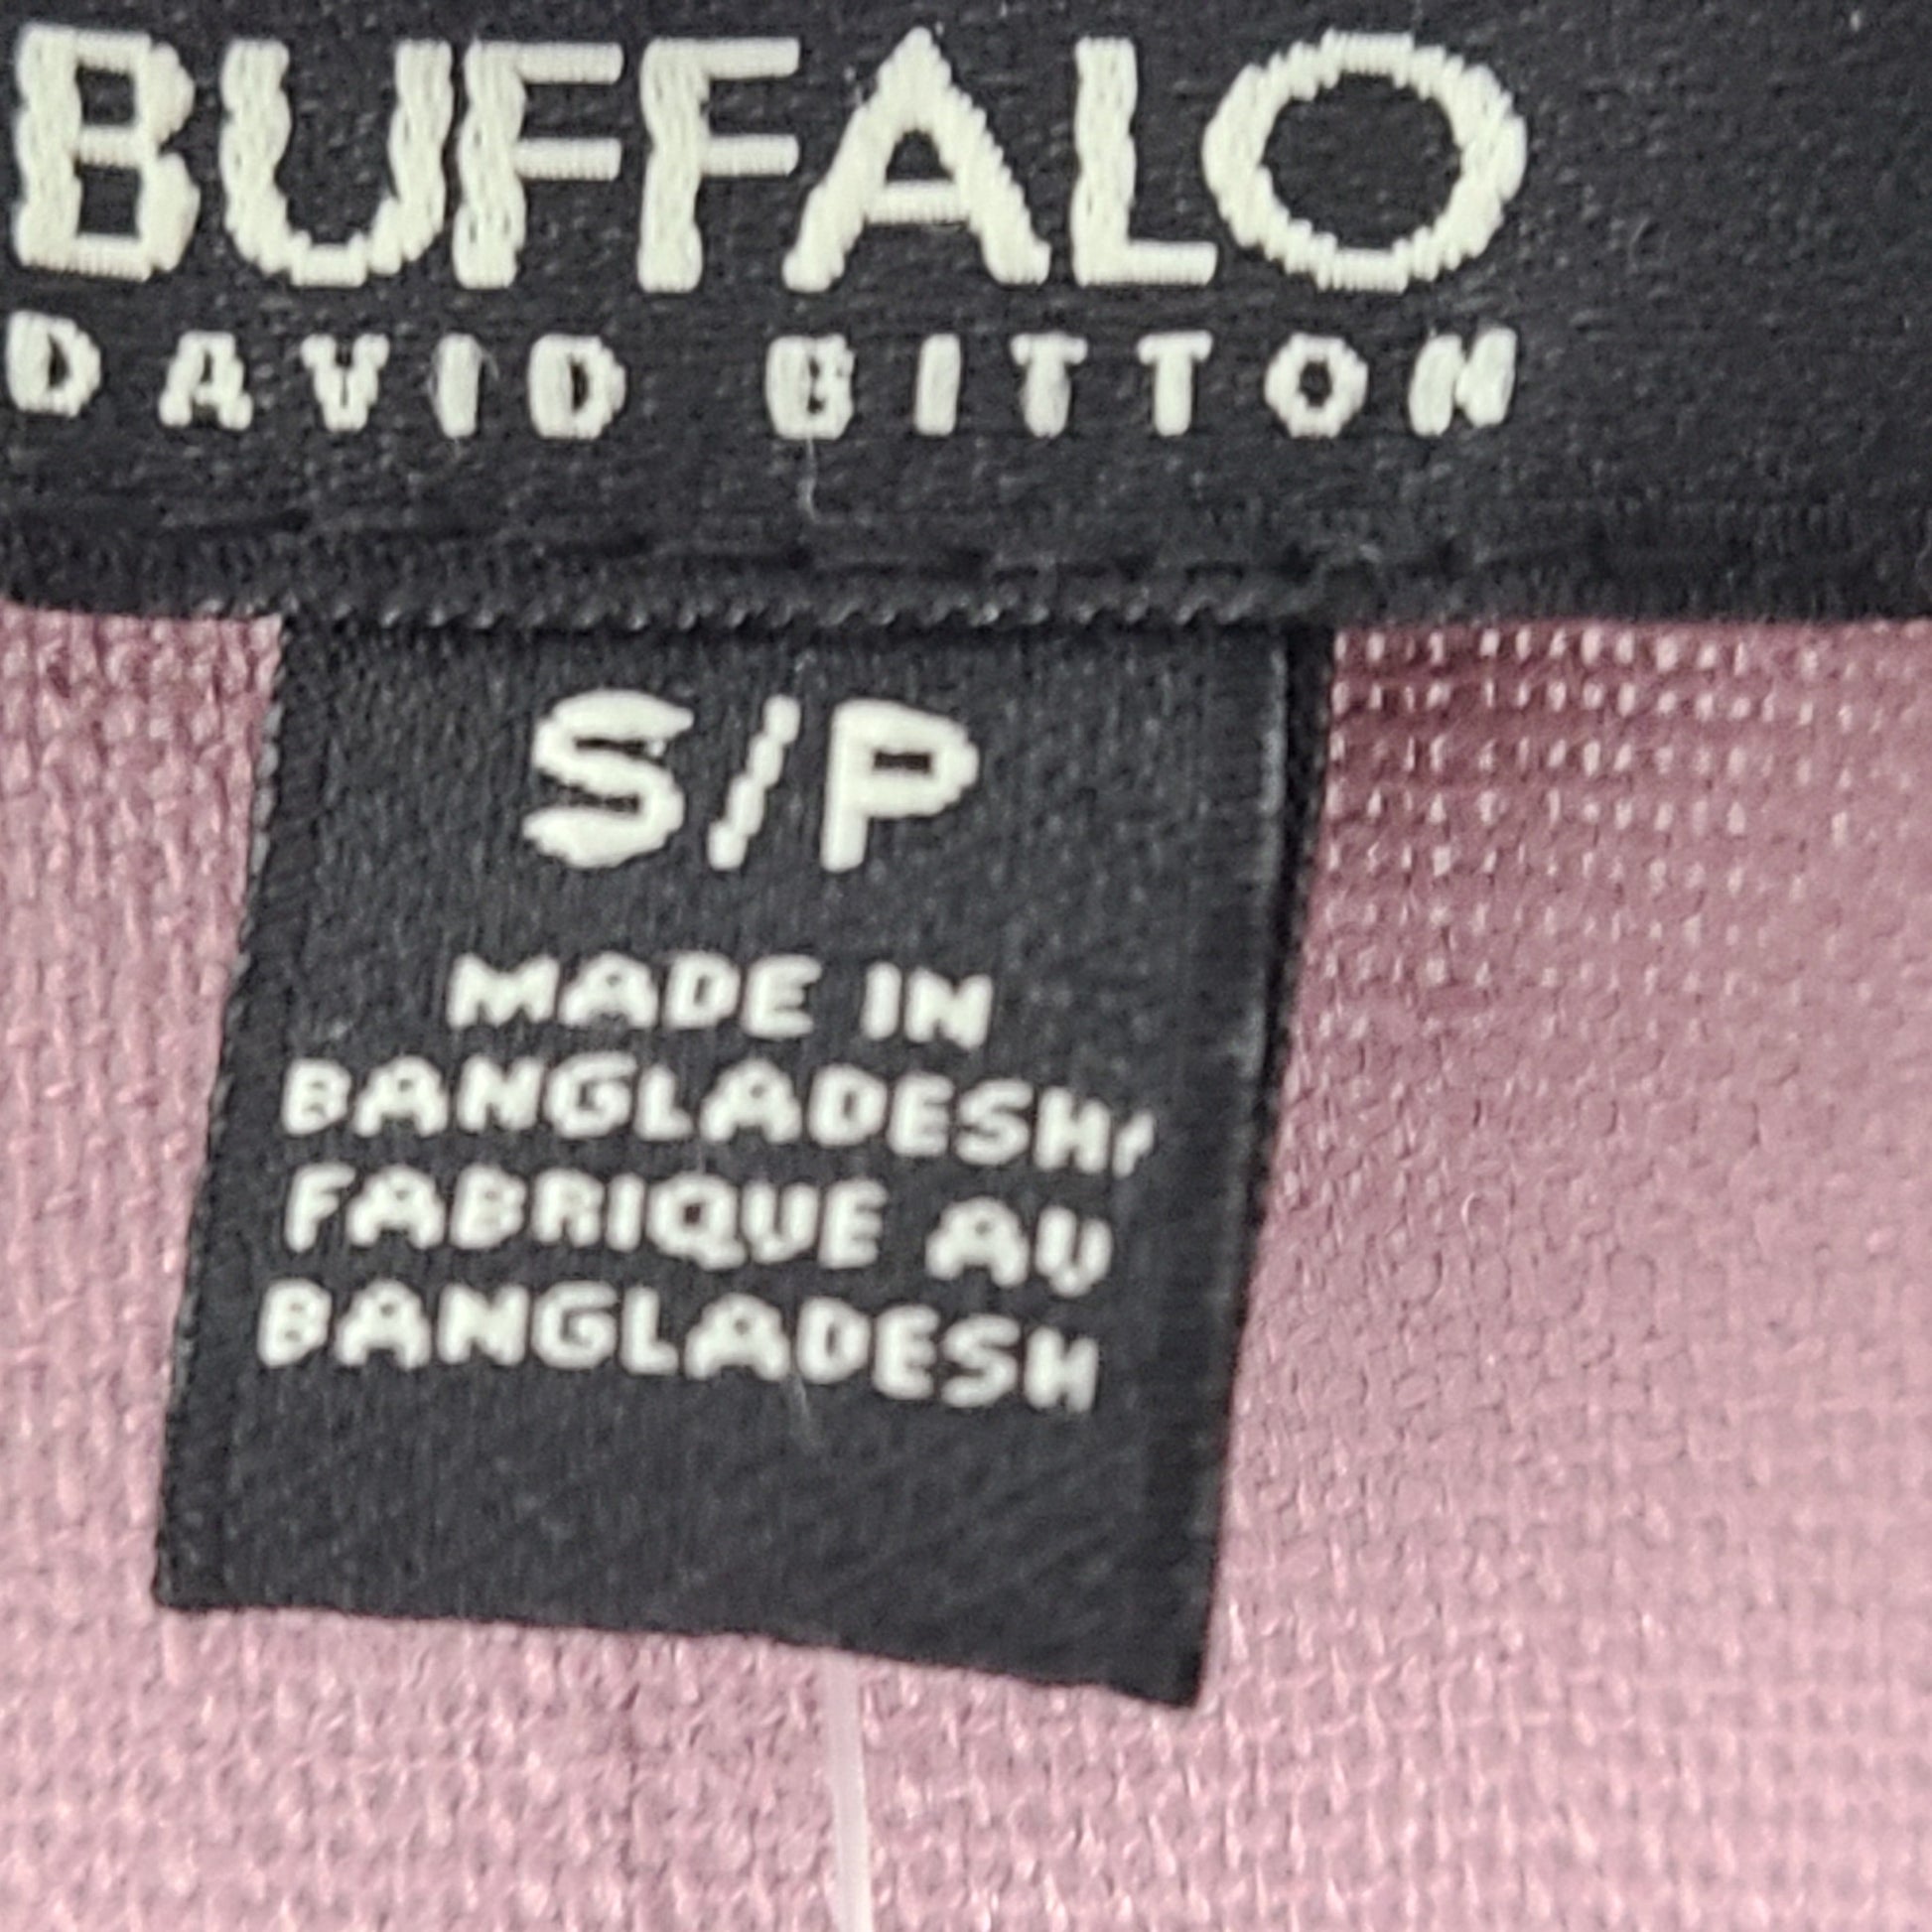 BUFFALO
DAVID BITTON
S/P
MADE IN
BANGLADESH/
FABRIQUE AU
BANGLADESH